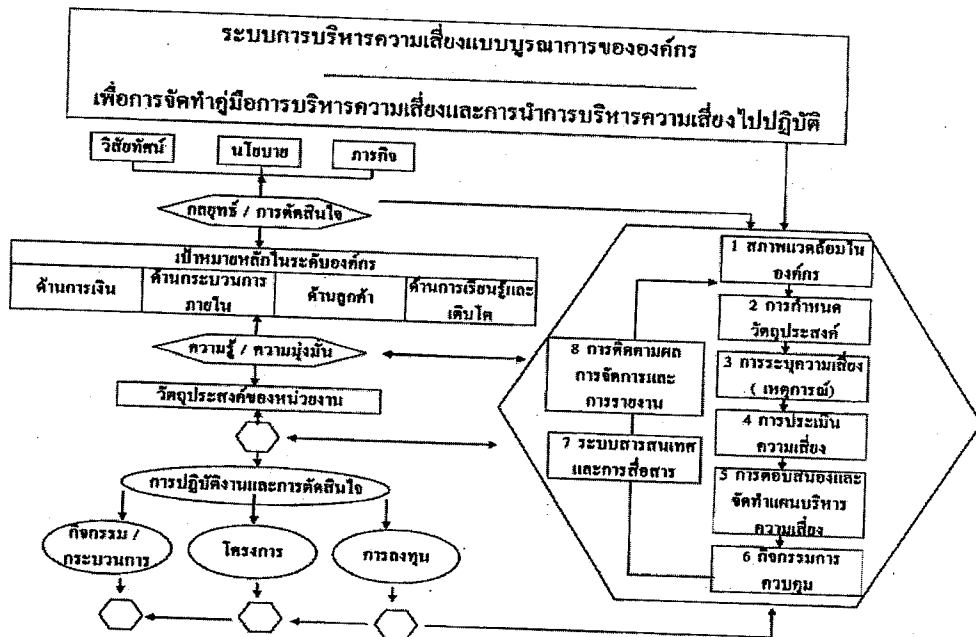 ระบบการบริหารความเสี่ยงแบบบูรณาการขององค์กร
เพื่อการจัดทำคู่มือการบริหารความเสี่ยงและการนำการบริหารความเสี่ยงไปปฏิบัติ
วิสัยทัศน์
นโยบาย
ภารกิจ
กลยุทธ์ / การตัดสินใจ
เป้าหมายหลักในระดับองค์กร
ด้านการเงิน
ด้านกระบวนการ
ภายใน
ด้านลูกค้า
ด้านการเรียนรู้และ
เติบโต
ความรู้ / ความมุ่งมั่น
วัตถุประสงค์ของหน่วยงาน
การปฏิบัติงานและการตัดสินใจ
กิจกรรม /
กระบวนการ
โครงการ
การลงทุน
1 สภาพแวดล้อมใน
องค์กร
2 การกำหนด
วัตถุประสงค์
3 การระบุความเสี่ยง
( เหตุการณ์)
4 การประเมิน
ความเสี่ยง
5 การตอบสนองและ
จัดทำแผนบริหาร
ความเสี่ยง
6 กิจกรรมการ
ควบคุม
7 ระบบสารสนเทศ
และการสื่อสาร
8 การติดตามผล
การจัดการและ
การรายงาน